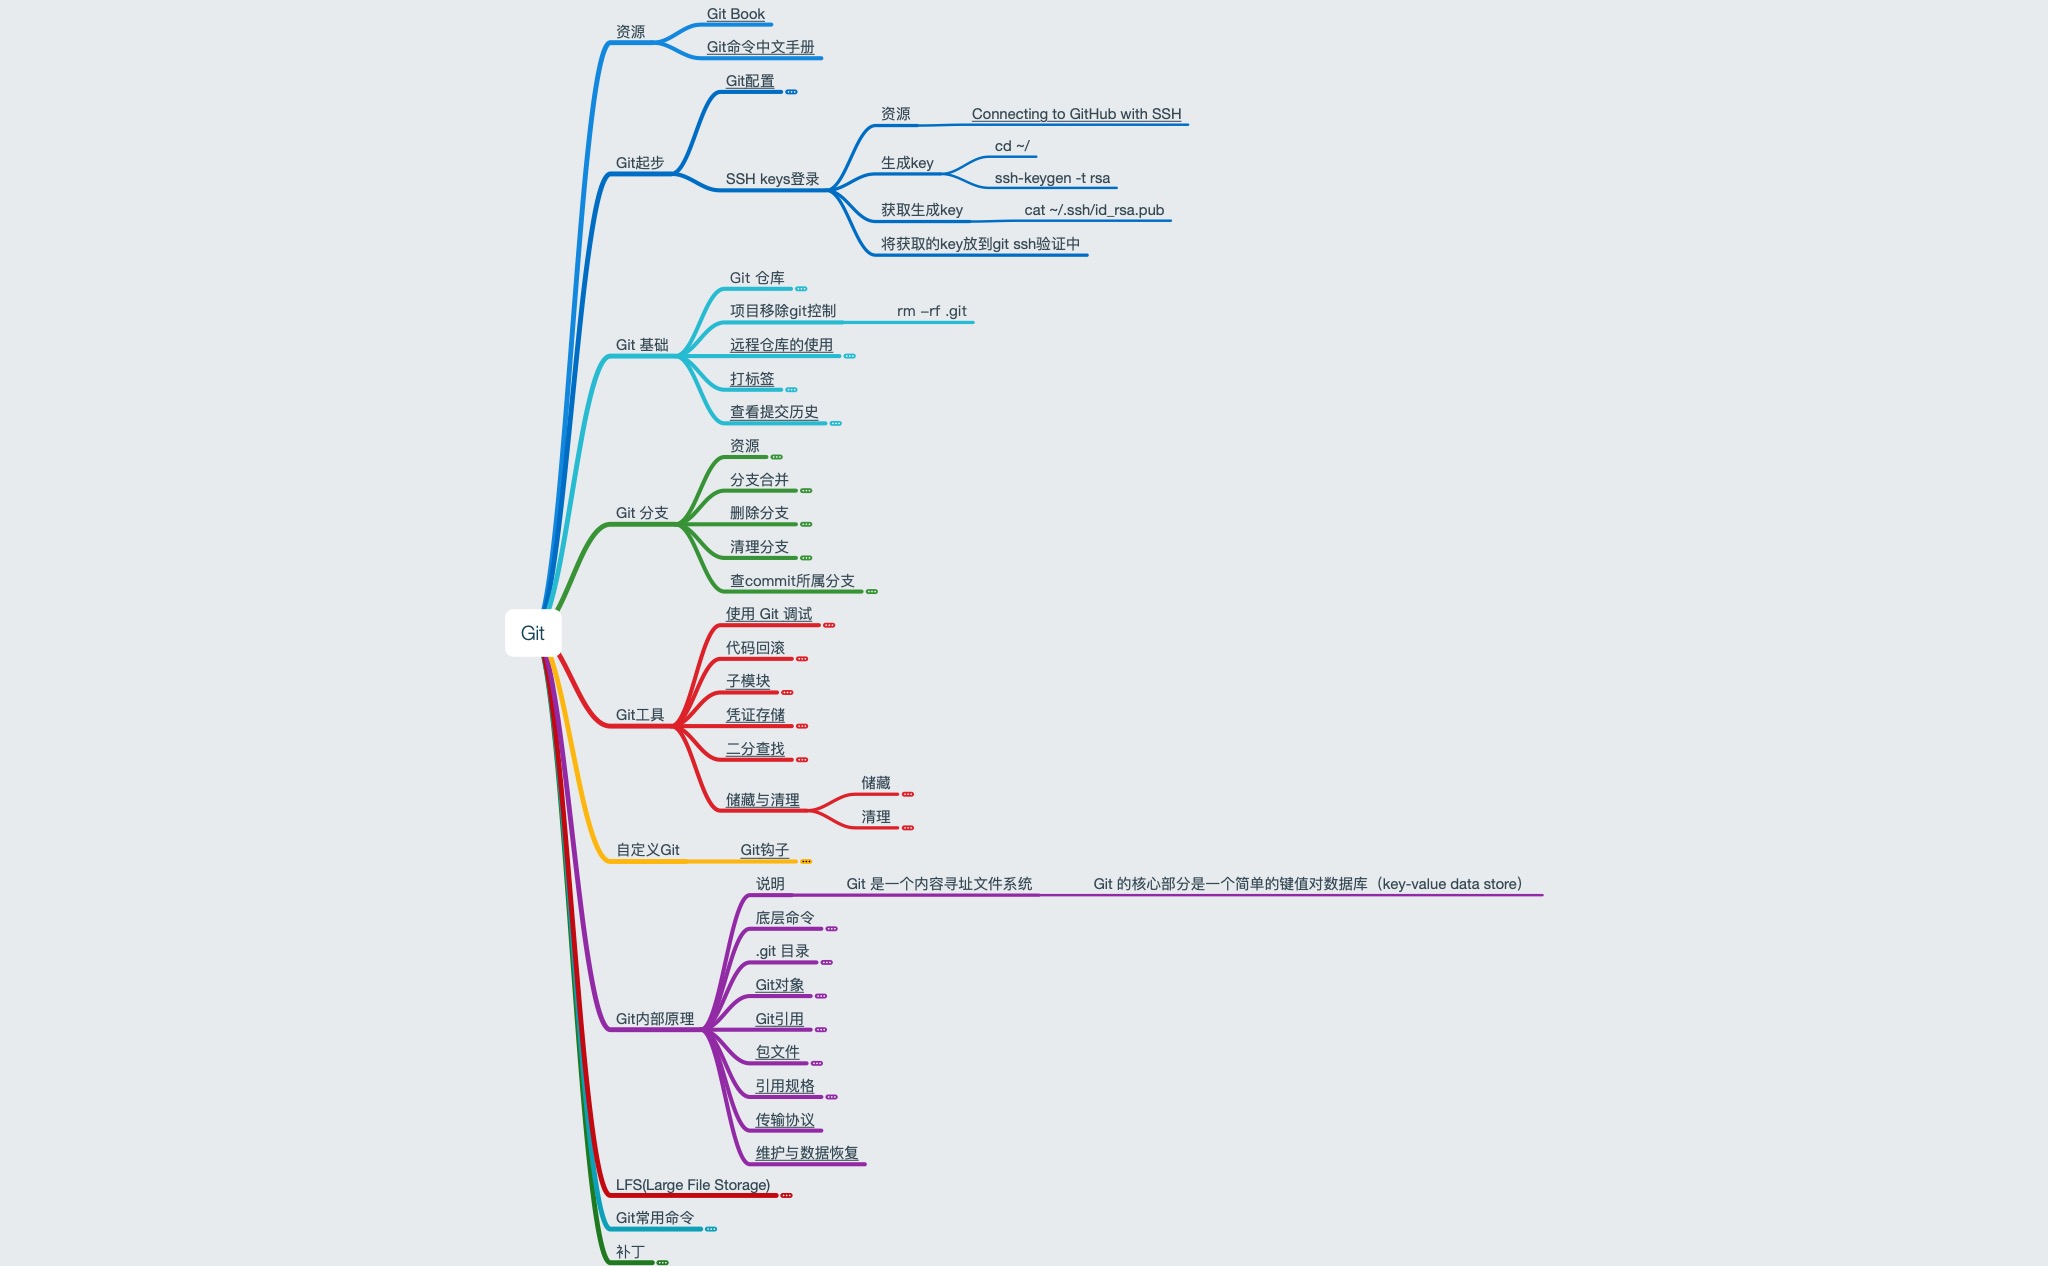 Git
资源
Git Book
Git命令中文手册
Git起步
Git配置
SSH keys登录
资源
Connecting to GitHub with SSH
生成key
cd ~/
ssh-keygen -t rsa
获取生成key
cat ~/.ssh/id_rsa.pub
将获取的key放到git ssh验证中
Git 基础
Git 仓库
项目移除git控制
rm –rf .git
远程仓库的使用
打标签
查看提交历史
Git 分支
资源
分支合并
删除分支
清理分支
查commit所属分支
Git工具
使用 Git 调试
代码回滚
子模块
凭证存储
二分查找
储藏与清理
储藏
清理
自定义Git
Git钩子
Git内部原理
说明
Git 是一个内容寻址文件系统
Git 的核心部分是一个简单的键值对数据库（key-value data store）
底层命令
.git 目录
Git对象
Git引用
包文件
引用规格
传输协议
维护与数据恢复
LFS(Large File Storage)
Git常用命令
补丁